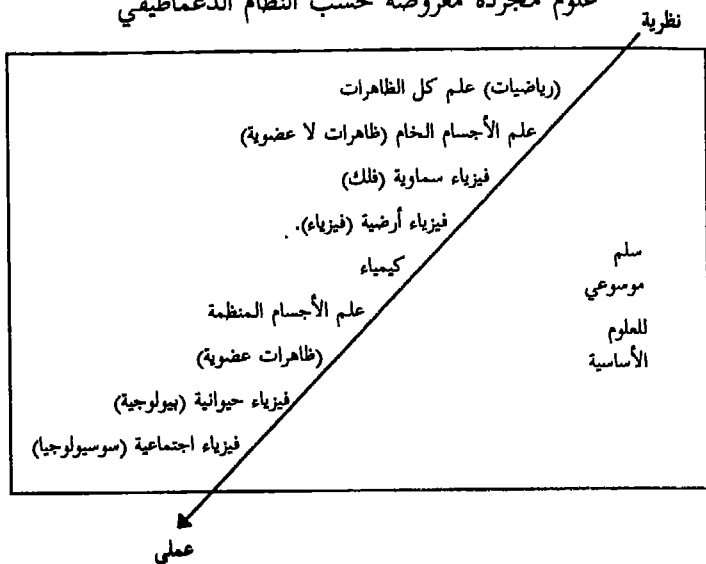 علوم مجردة معروضة حسب النظام الدغماطيقي
نظرية
(رياضيات) علم كل الظاهرات
علم الأجسام الخام (ظاهرات لا عضوية)
فيزياء سماوية (فلك)
فيزياء أرضية (فيزياء).
كيمياء
علم الأجسام المنظمة
(ظاهرات عضوية)
فيزياء حيوانية (بيولوجية)
فيزياء اجتماعية (سوسيولوجيا)
سلم
موسوعي
للعلوم
الأساسية
عملي